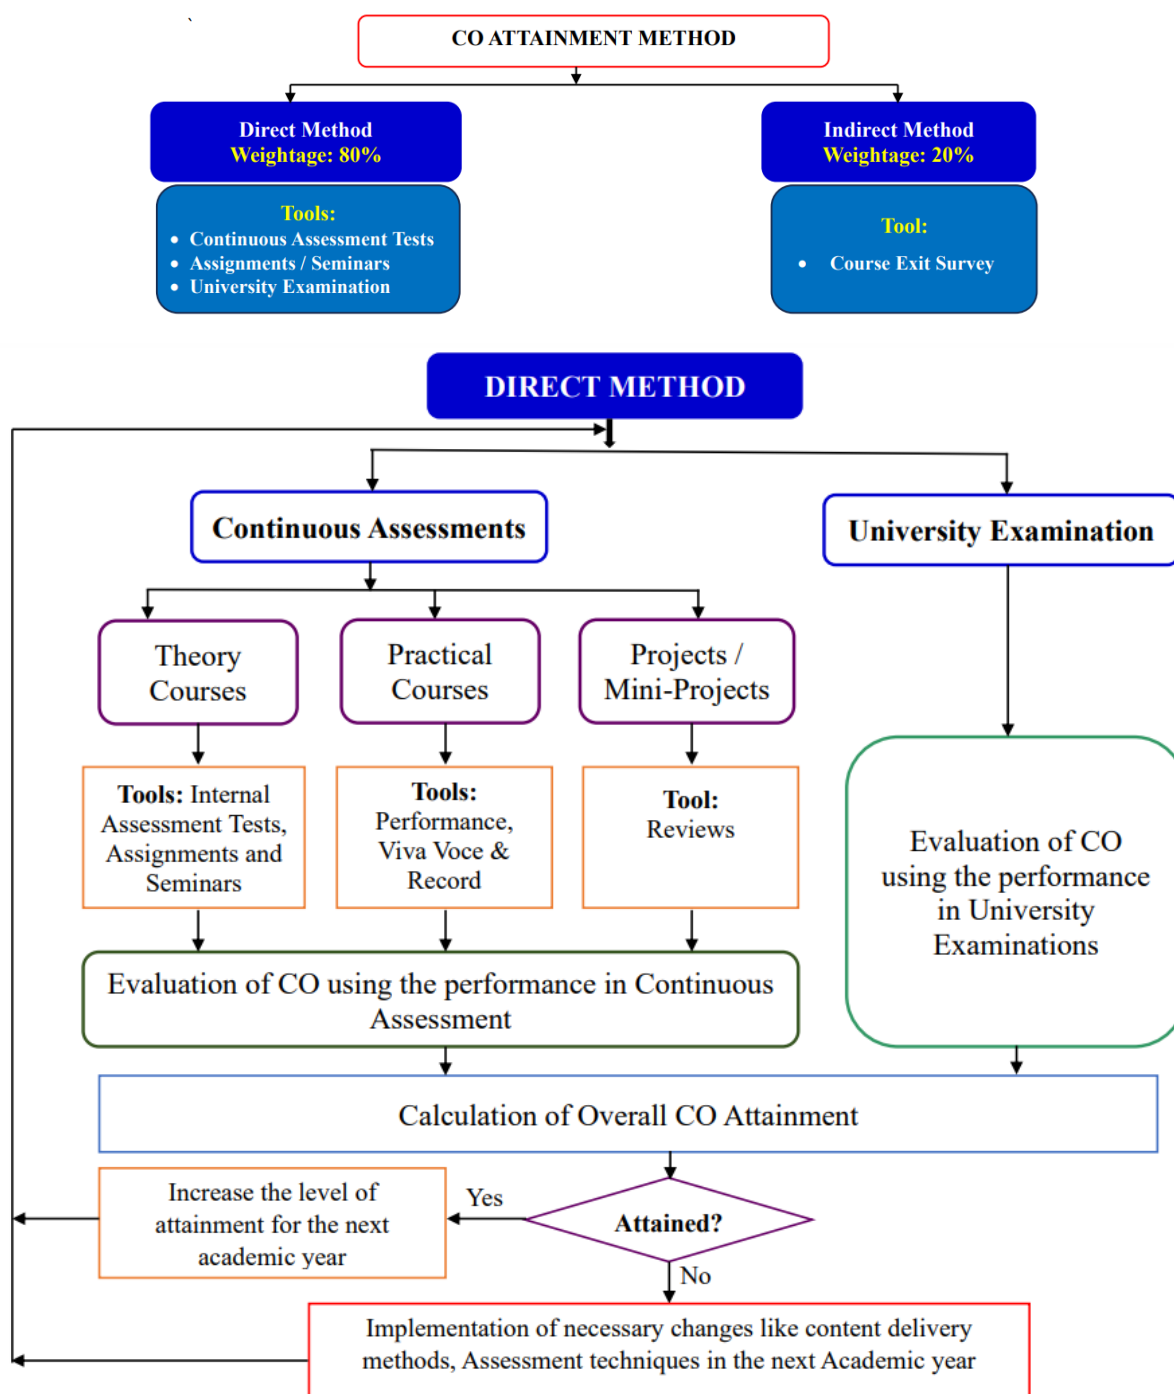 `
CO ATTAINMENT METHOD
Direct Method
Weightage: 80%
Indirect Method
Weightage: 20%
Tools:
• Continuous Assessment Tests
• Assignments / Seminars
• University Examination
Tool:
• Course Exit Survey
DIRECT METHOD
Continuous Assessments
University Examination
Theory
Courses
Practical
Courses
Projects /
Mini-Projects
Tools: Internal
Assessment Tests,
Assignments and
Seminars
Tools:
Performance,
Viva Voce &
Record
Tool:
Reviews
Evaluation of CO
using the performance
in University
Examinations
Evaluation of CO using the performance in Continuous
Assessment
Calculation of Overall CO Attainment
Attained?
Yes
Increase the level of
attainment for the next
academic year
No
Implementation of necessary changes like content delivery
methods, Assessment techniques in the next Academic year